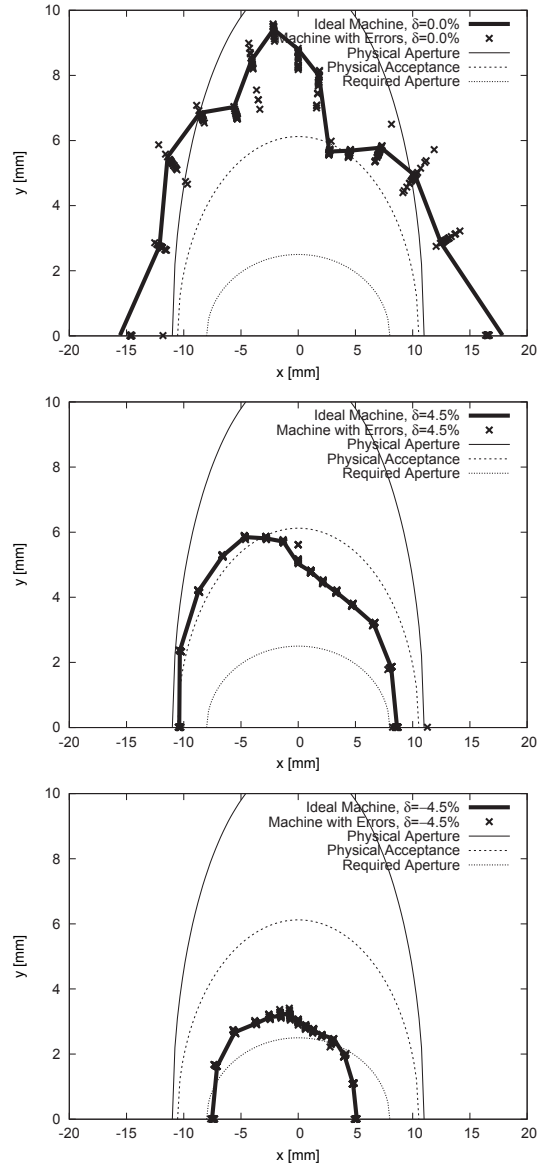 10
8
6
4
2
0
-20 -15 -10 -5 0 5 10 15 20
x [mm]
y [mm]
Ideal Machine, δ=0.0%
Machine with Errors, δ=0.0%
Physical Aperture
Physical Acceptance
Required Aperture
10
8
6
4
2
0
-20 -15 -10 -5 0 5 10 15 20
x [mm]
y [mm]
Ideal Machine, δ=4.5%
Machine with Errors, δ=4.5%
Physical Aperture
Physical Acceptance
Required Aperture
10
8
6
4
2
0
-20 -15 -10 -5 0 5 10 15 20
x [mm]
y [mm]
Ideal Machine, δ=−4.5%
Machine with Errors, δ=−4.5%
Physical Aperture
Physical Acceptance
Required Aperture